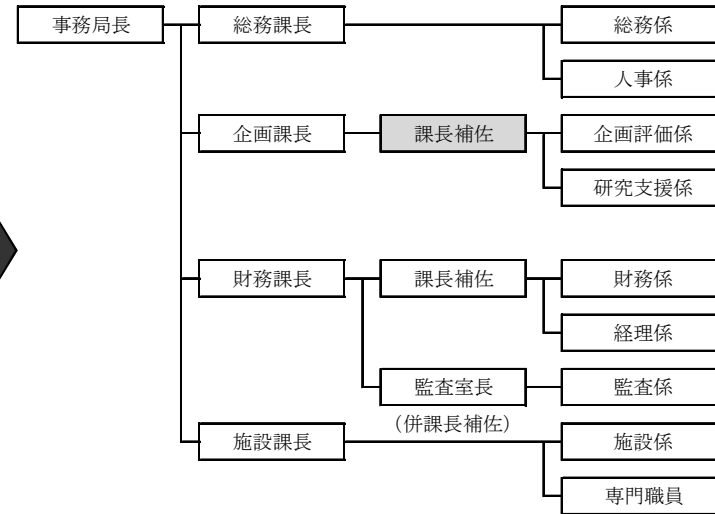 事務局長
総務課長
総務係
人事係
企画課長
課長補佐
企画評価係
研究支援係
財務課長
課長補佐
財務係
経理係
監査室長
監査係
（併課長補佐）
施設課長
施設係
専門職員